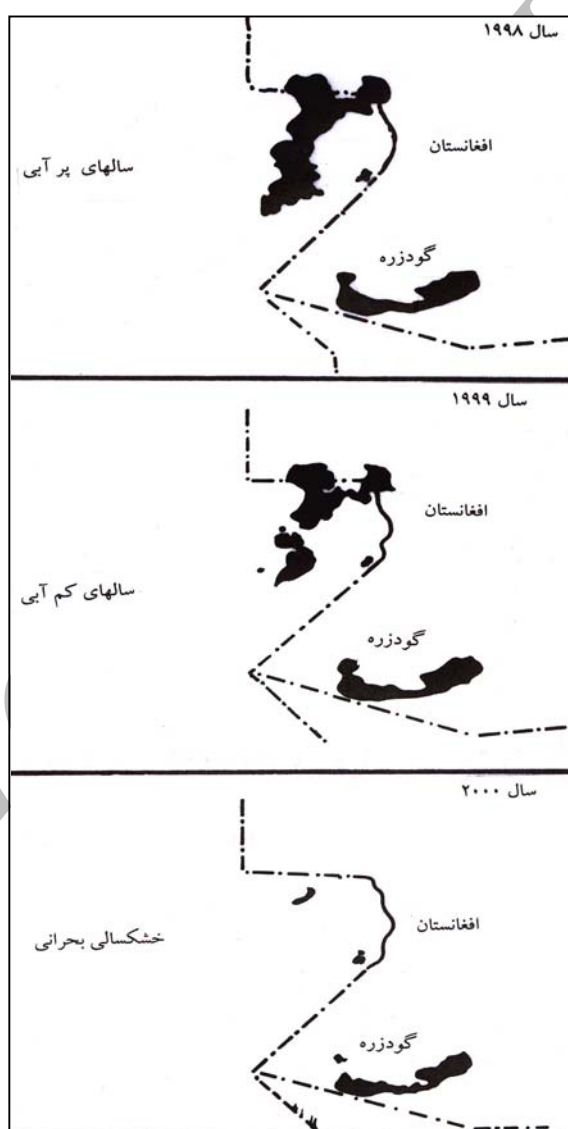 سال ۱۹۹۸
افغانستان
سالهای پر آبی
گودزره
سال ۱۹۹۹
افغانستان
سالهای کم آبی
گودزره
سال ۲۰۰۰
افغانستان
خشکسالی بحرانی
گودزره